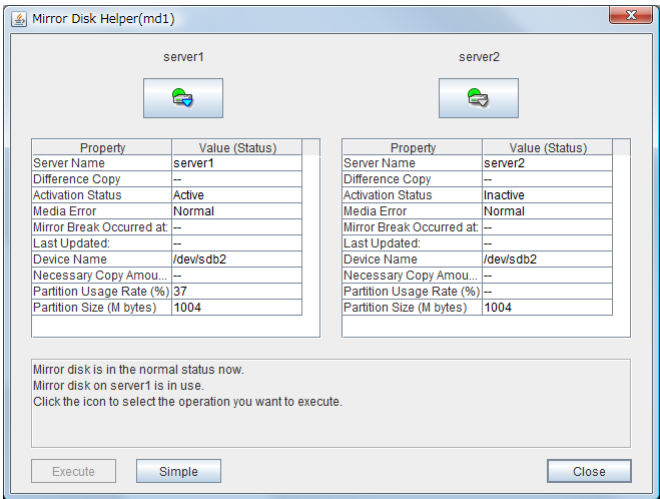 Mirror Disk Helper(md1)
server1
server2
Property Value (Status)
Server Name server1
Difference Copy --
Activation Status Active
Media Error Normal
Mirror Break Occurred at: --
Last Updated: --
Device Name /dev/sdb2
Necessary Copy Amou... --
Partition Usage Rate (%) 37
Partition Size (M bytes) 1004
Property Value (Status)
Server Name server2
Difference Copy --
Activation Status Inactive
Media Error Normal
Mirror Break Occurred at: --
Last Updated: --
Device Name /dev/sdb2
Necessary Copy Amou... --
Partition Usage Rate (%) --
Partition Size (M bytes) 1004
Mirror disk is in the normal status now.
Mirror disk on server1 is in use.
Click the icon to select the operation you want to execute.
Execute
Simple
Close